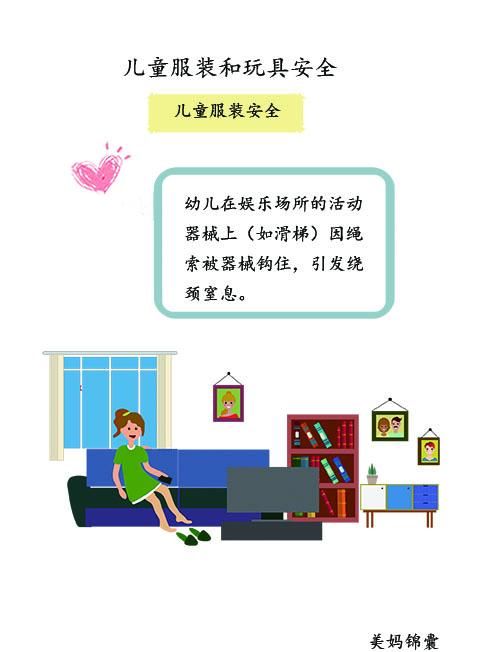 儿童服装和玩具安全
儿童服装安全
幼儿在娱乐场所的活动
器械上（如滑梯）因绳
索被器械钩住，引发绕
颈窒息。
美妈锦囊